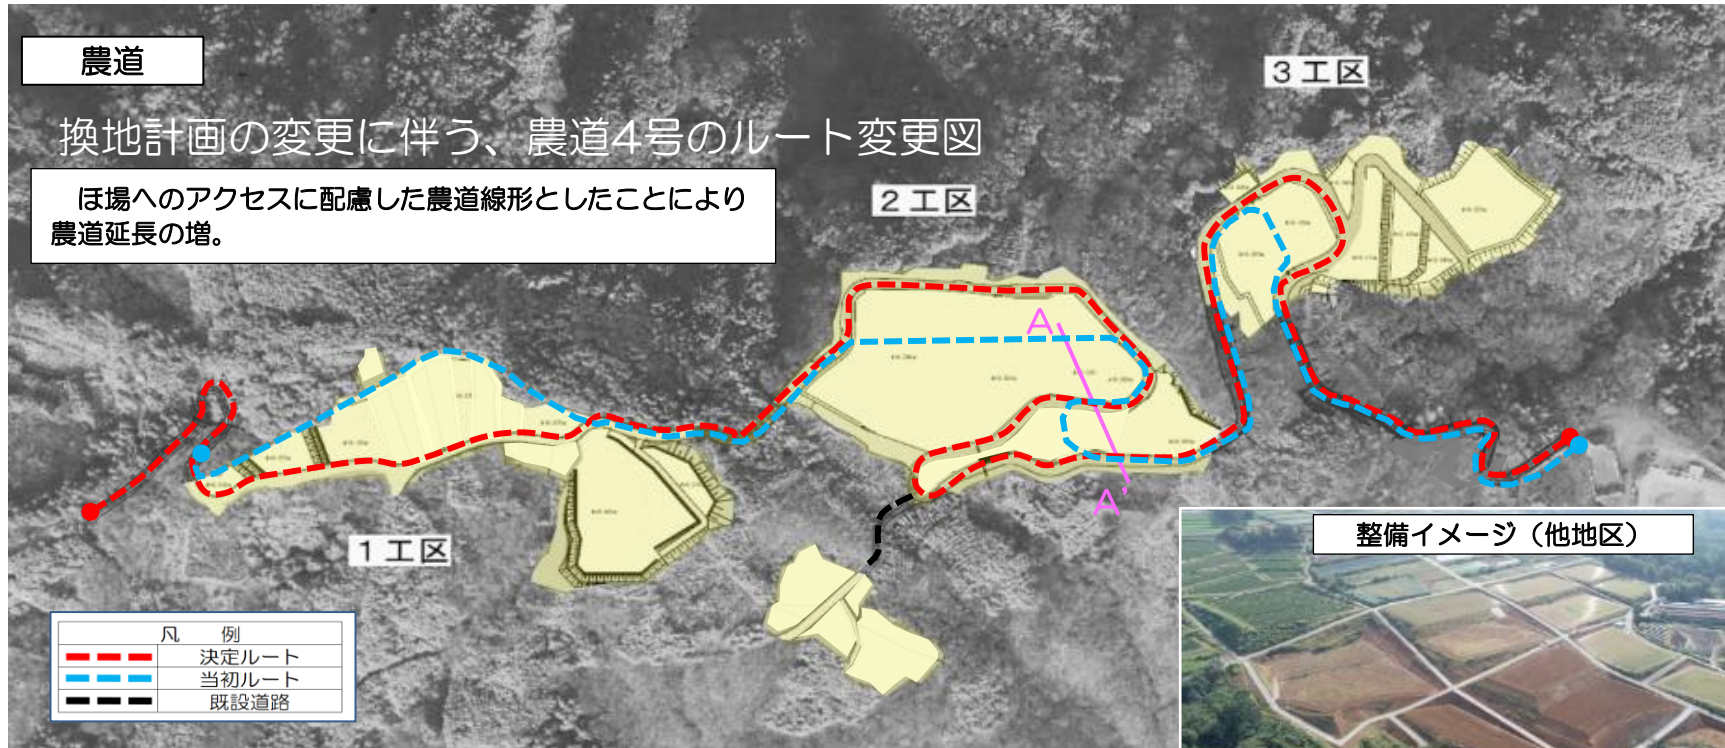 農道
換地計画の変更に伴う、農道4号のルート変更図
ほ場へのアクセスに配慮した農道線形としたことにより
農道延長の増。
3工区
2工区
A
A'
1工区
整備イメージ（他地区）
凡　例
決定ルート
当初ルート
既設道路